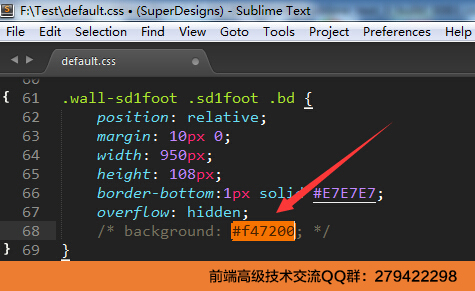 F:\Test\default.css • (SuperDesigns) - Sublime Text
File Edit Selection Find View Goto Tools Project Preferences Help
default.css
60
61 .wall-sd1foot .sd1foot .bd {
62 position: relative;
63 margin: 10px 0;
64 width: 950px;
65 height: 108px;
66 border-bottom:1px solid #E7E7E7;
67 overflow: hidden;
68 /* background: #f47200; */
69 }
前端高级技术交流QQ群：279422298